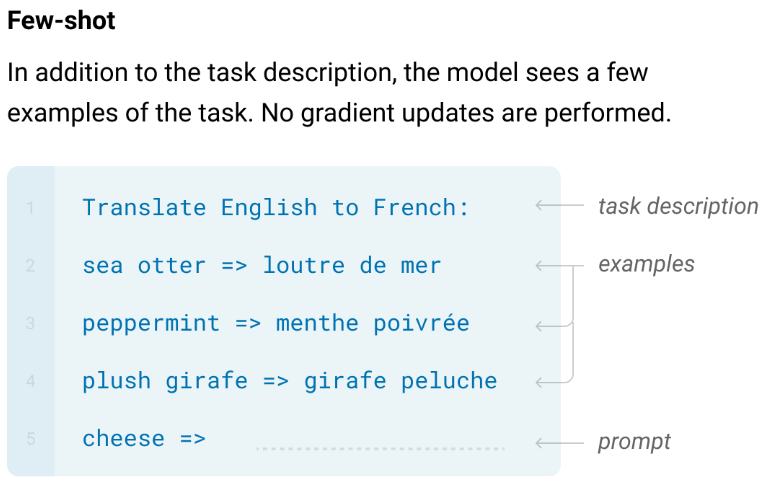 Few-shot
In addition to the task description, the model sees a few
examples of the task. No gradient updates are performed.
1 Translate English to French: task description
2 sea otter => loutre de mer examples
3 peppermint => menthe poivrée
4 plush girafe => girafe peluche
5 cheese => prompt